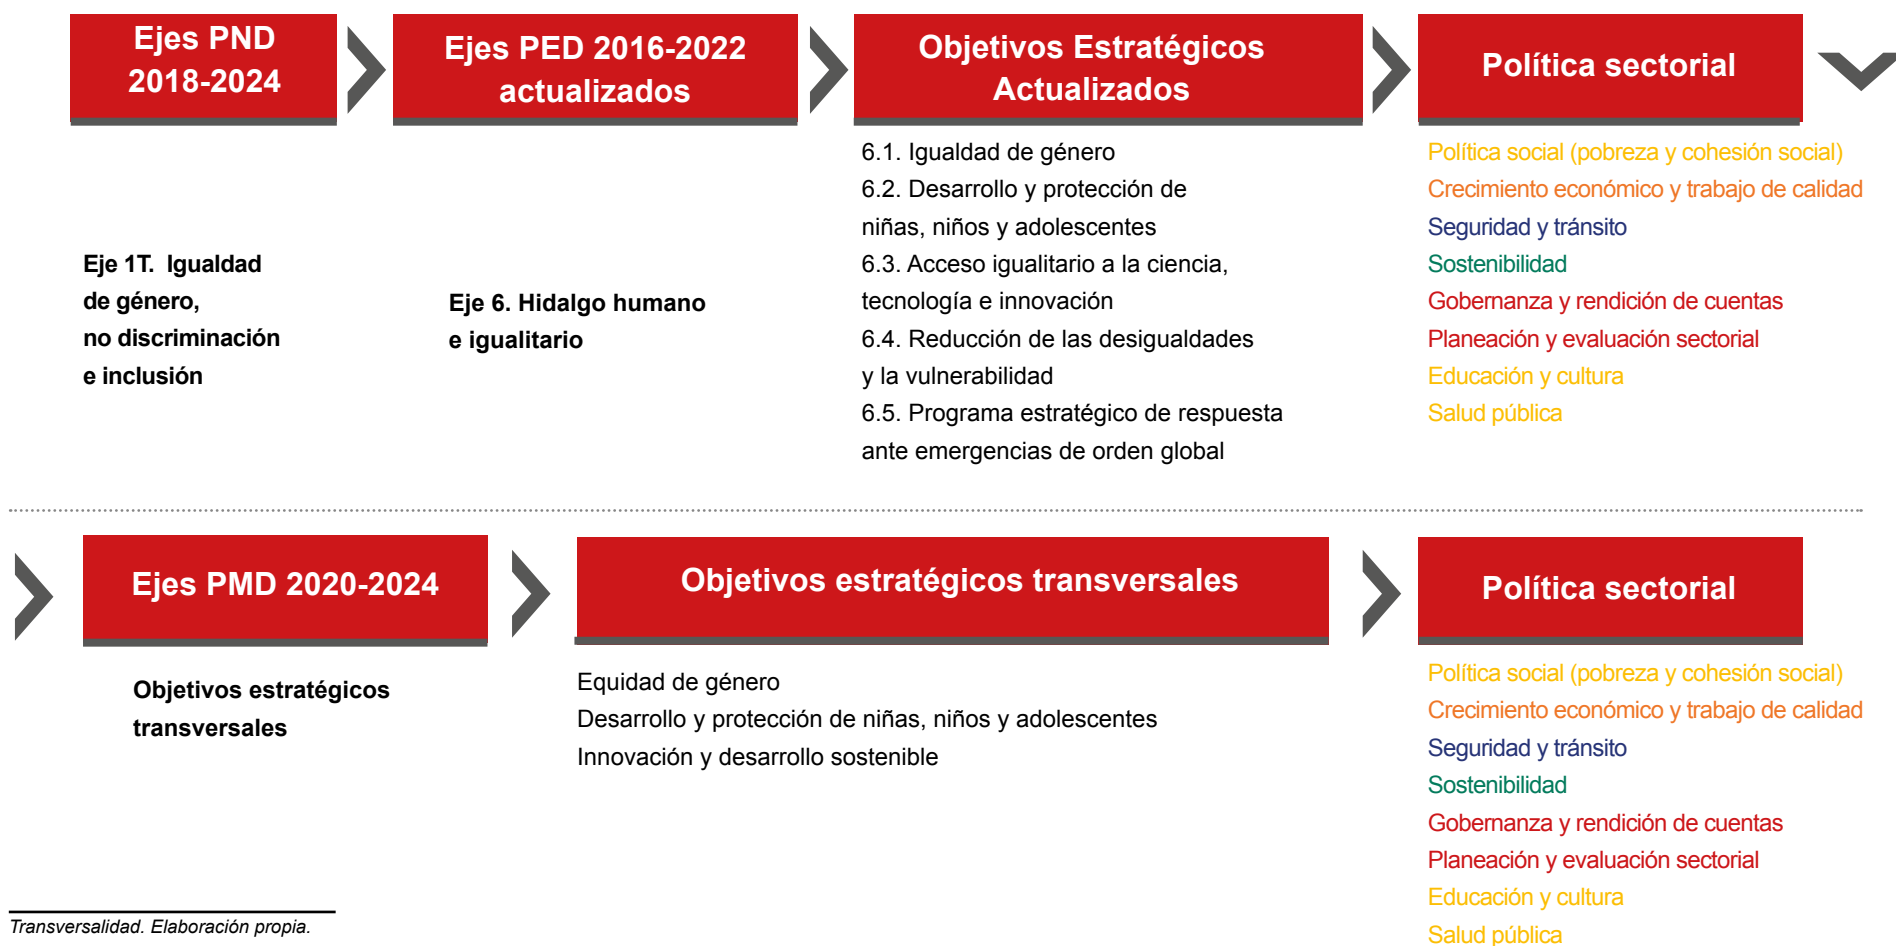 Ejes PND
2018-2024
Ejes PED 2016-2022
actualizados
Objetivos Estratégicos
Actualizados
Política sectorial
Eje 1T.  Igualdad
de género,
no discriminación
e inclusión
Eje 6. Hidalgo humano
e igualitario
6.1. Igualdad de género
6.2. Desarrollo y protección de
niñas, niños y adolescentes
6.3. Acceso igualitario a la ciencia,
tecnología e innovación
6.4. Reducción de las desigualdades
y la vulnerabilidad
6.5. Programa estratégico de respuesta
ante emergencias de orden global
Política social (pobreza y cohesión social)
Crecimiento económico y trabajo de calidad
Seguridad y tránsito
Sostenibilidad
Gobernanza y rendición de cuentas
Planeación y evaluación sectorial
Educación y cultura
Salud pública
Ejes PMD 2020-2024
Objetivos estratégicos transversales
Política sectorial
Objetivos estratégicos
transversales
Equidad de género
Desarrollo y protección de niñas, niños y adolescentes
Innovación y desarrollo sostenible
Política social (pobreza y cohesión social)
Crecimiento económico y trabajo de calidad
Seguridad y tránsito
Sostenibilidad
Gobernanza y rendición de cuentas
Planeación y evaluación sectorial
Educación y cultura
Salud pública
Transversalidad. Elaboración propia.